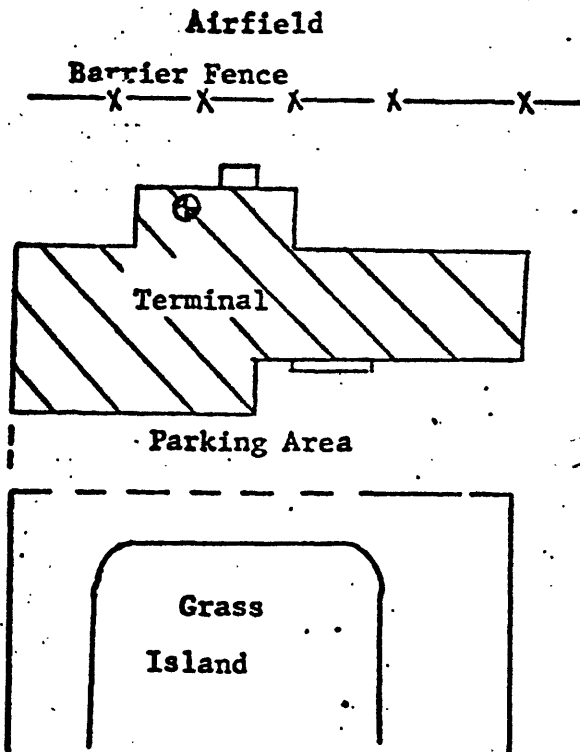 Airfield
Barrier Fence
Terminal
Parking Area
Grass
Island